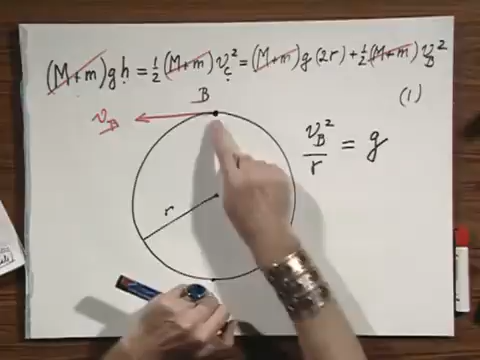 (M+m)gh = ½(M+m)v_C² = (M+m)g(2r) + ½(M+m)v_B²
(1)
B
v_B
v_B²/r = g
r